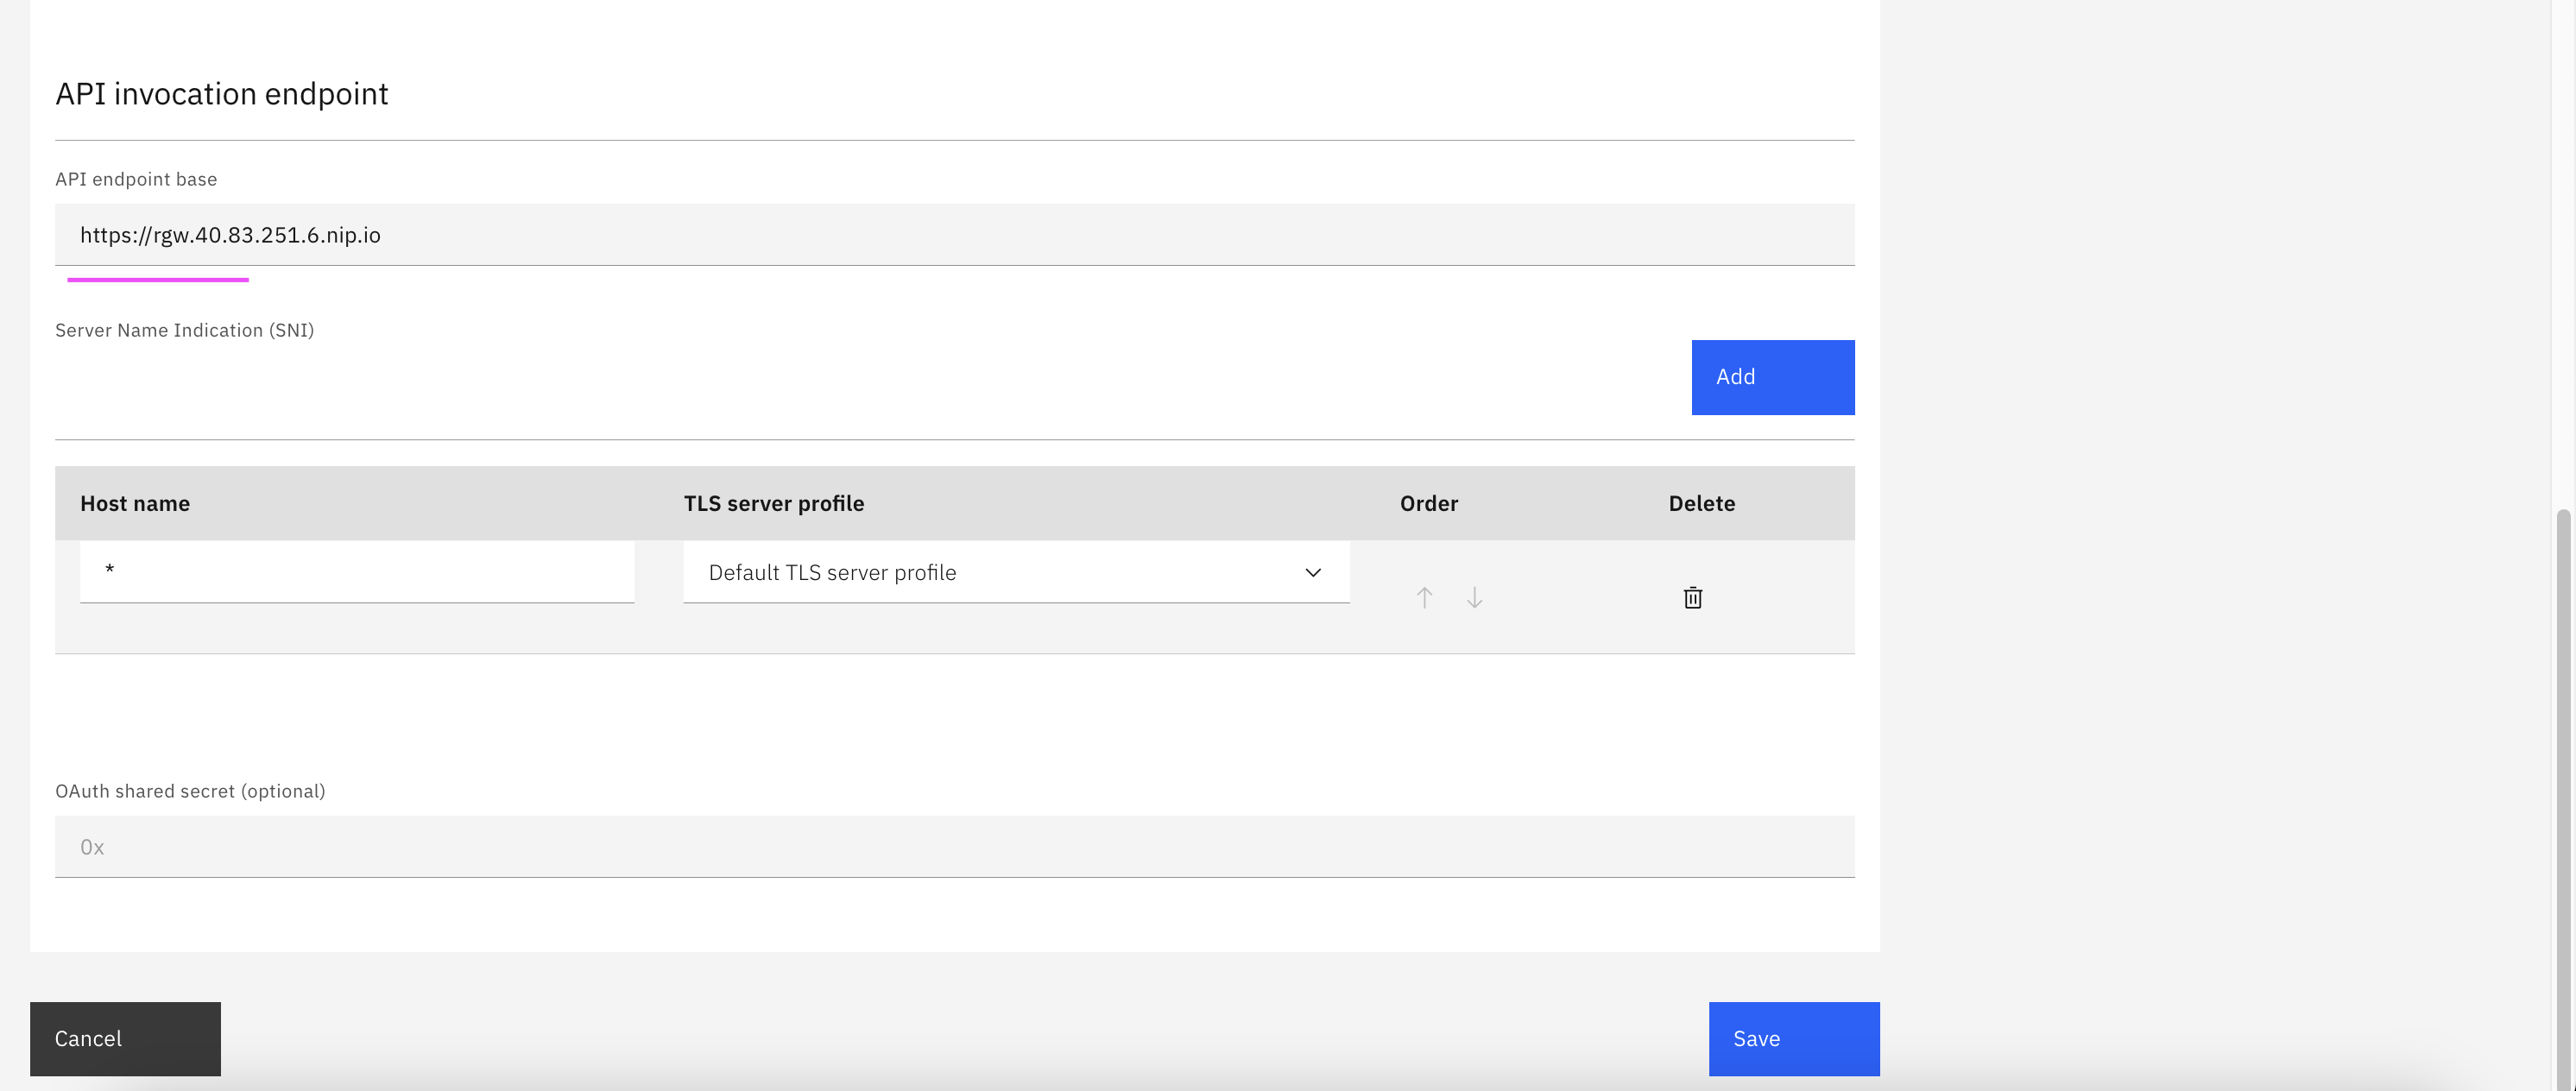 API invocation endpoint
API endpoint base
https://rgw.40.83.251.6.nip.io
Server Name Indication (SNI)
Add
Host name TLS server profile Order Delete
* Default TLS server profile
OAuth shared secret (optional)
0x
Cancel Save